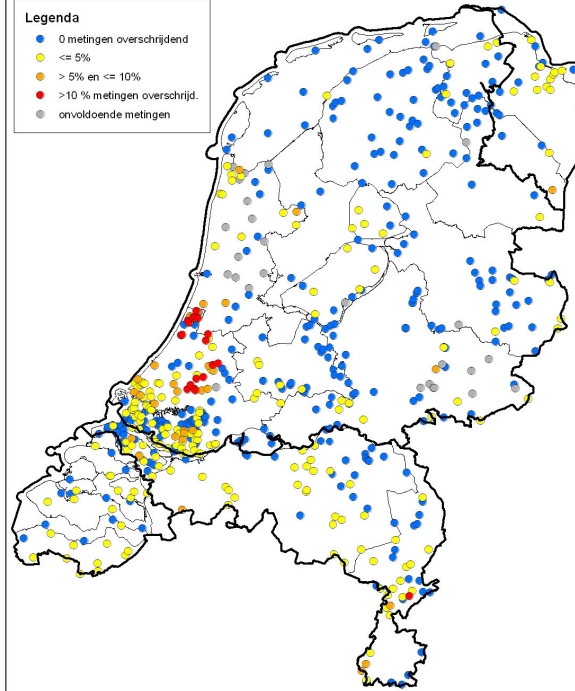 Legenda
0 metingen overschrijdend
<= 5%
> 5% en <= 10%
>10 % metingen overschrijd.
onvoldoende metingen